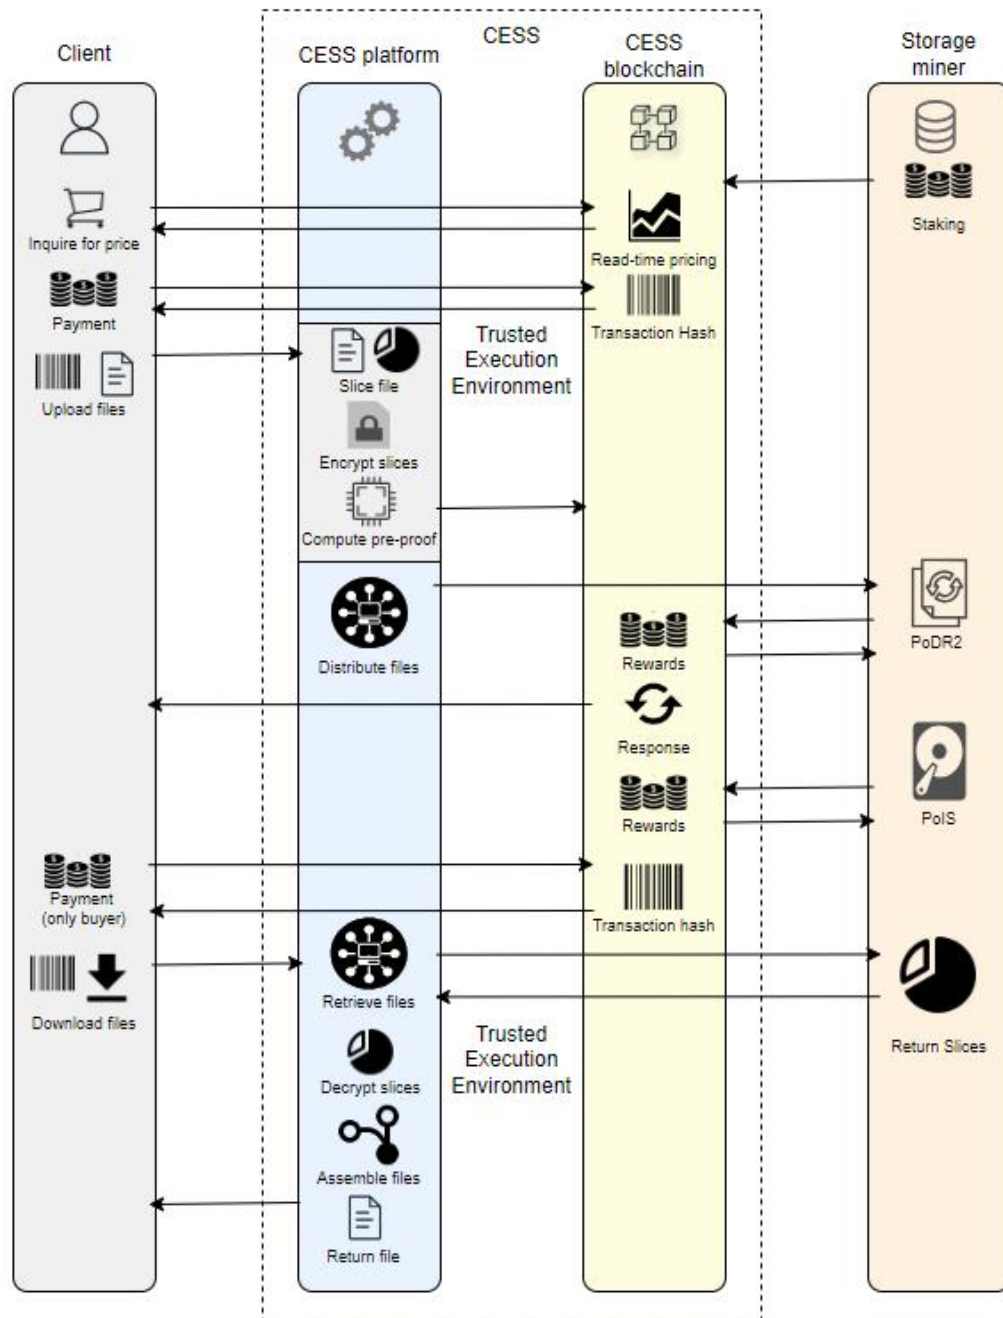 Client
CESS platform
CESS
CESS
blockchain
Storage
miner
Inquire for price
Read-time pricing
Staking
Payment
Transaction Hash
Trusted
Execution
Environment
Upload files
Slice file
Encrypt slices
Compute pre-proof
Distribute files
Rewards
PoDR2
Response
Rewards
PoIS
Payment
(only buyer)
Transaction hash
Download files
Retrieve files
Return Slices
Trusted
Execution
Environment
Decrypt slices
Assemble files
Return file